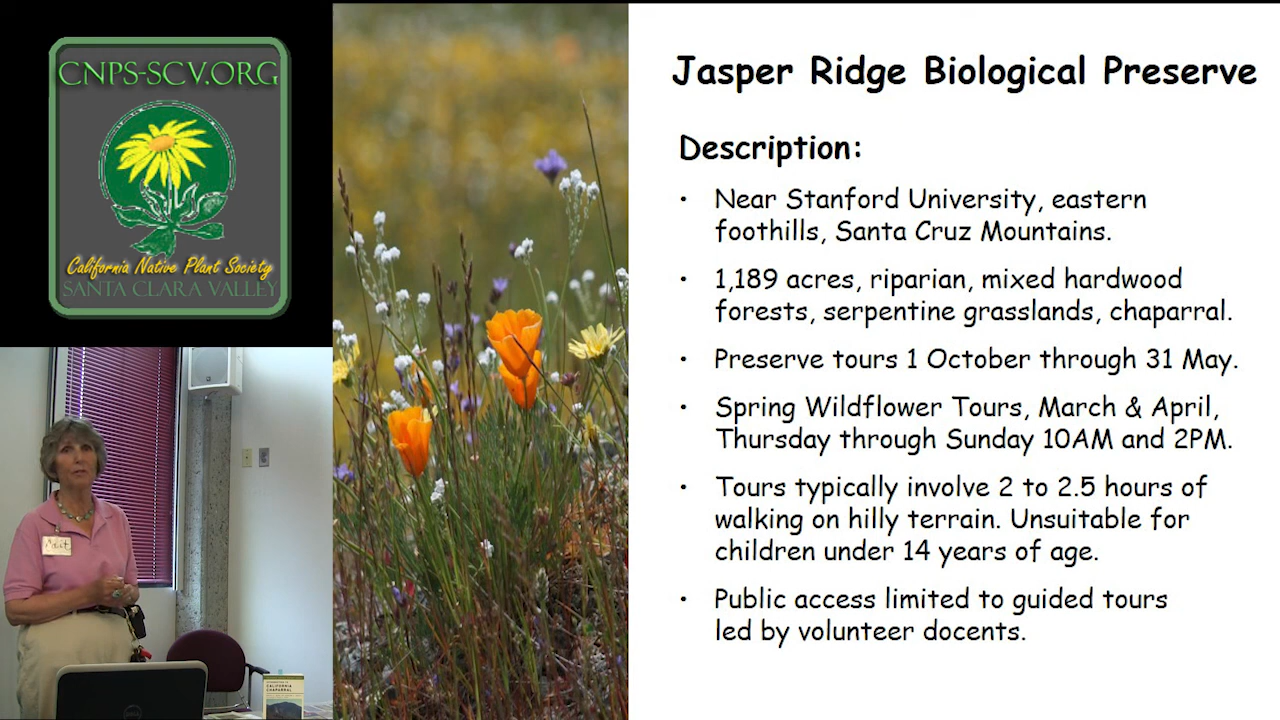 CNPS-SCV.ORG
California Native Plant Society
SANTA CLARA VALLEY
Jasper Ridge Biological Preserve
Description:
• Near Stanford University, eastern
foothills, Santa Cruz Mountains.
• 1,189 acres, riparian, mixed hardwood
forests, serpentine grasslands, chaparral.
• Preserve tours 1 October through 31 May.
• Spring Wildflower Tours, March & April,
Thursday through Sunday 10AM and 2PM.
• Tours typically involve 2 to 2.5 hours of
walking on hilly terrain. Unsuitable for
children under 14 years of age.
• Public access limited to guided tours
led by volunteer docents.
CALIFORNIA
CHAPARRAL
DELL